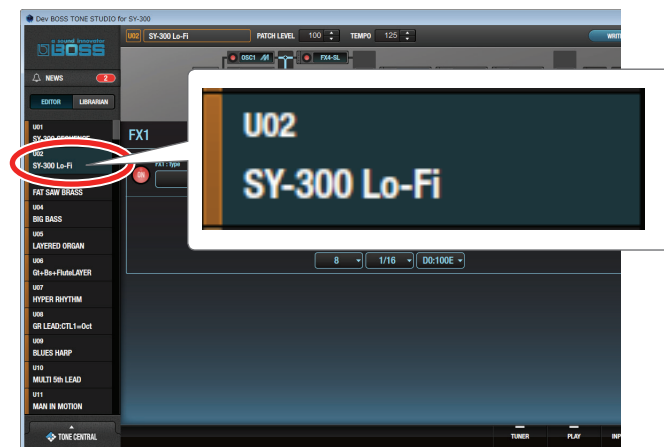 Dev BOSS TONE STUDIO for SY-300
a sound innovator
BOSS
U02 SY-300 Lo-Fi PATCH LEVEL 100 TEMPO 125
NEWS 2
EDITOR LIBRARIAN
OSC1 FX4-SL
U01
SY-300 SEQUENCE
U02
SY-300 Lo-Fi
FAT SAW BRASS
U04
BIG BASS
U05
LAYERED ORGAN
U06
Gt+Bs+FluteLAYER
U07
HYPER RHYTHM
U08
GR LEAD:CTL1=Oct
U09
BLUES HARP
U10
MULTI 5th LEAD
U11
MAN IN MOTION
TONE CENTRAL
FX1
FX1 : Type
ON
U02
SY-300 Lo-Fi
8 1/16 D0:100E
TUNER PLAY